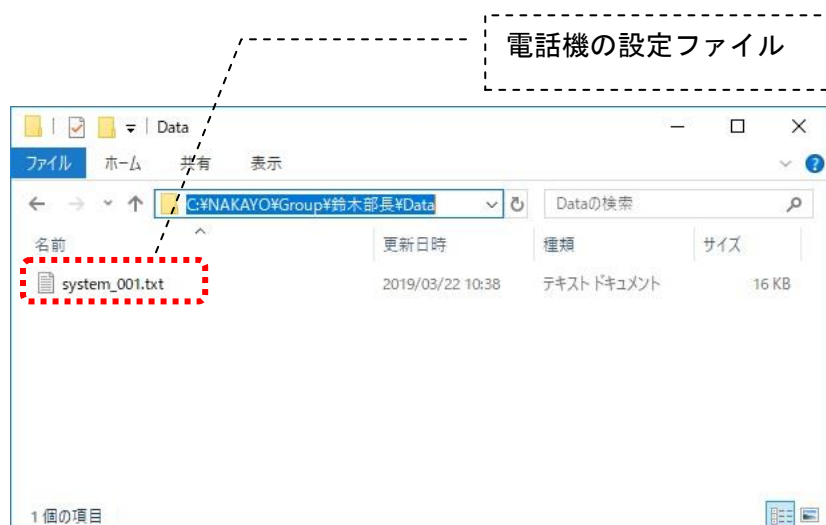 電話機の設定ファイル
Data
ファイル ホーム 共有 表示
C:¥NAKAYO¥Group¥鈴木部長¥Data Dataの検索
名前 更新日時 種類 サイズ
system_001.txt 2019/03/22 10:38 テキスト ドキュメント 16 KB
1 個の項目